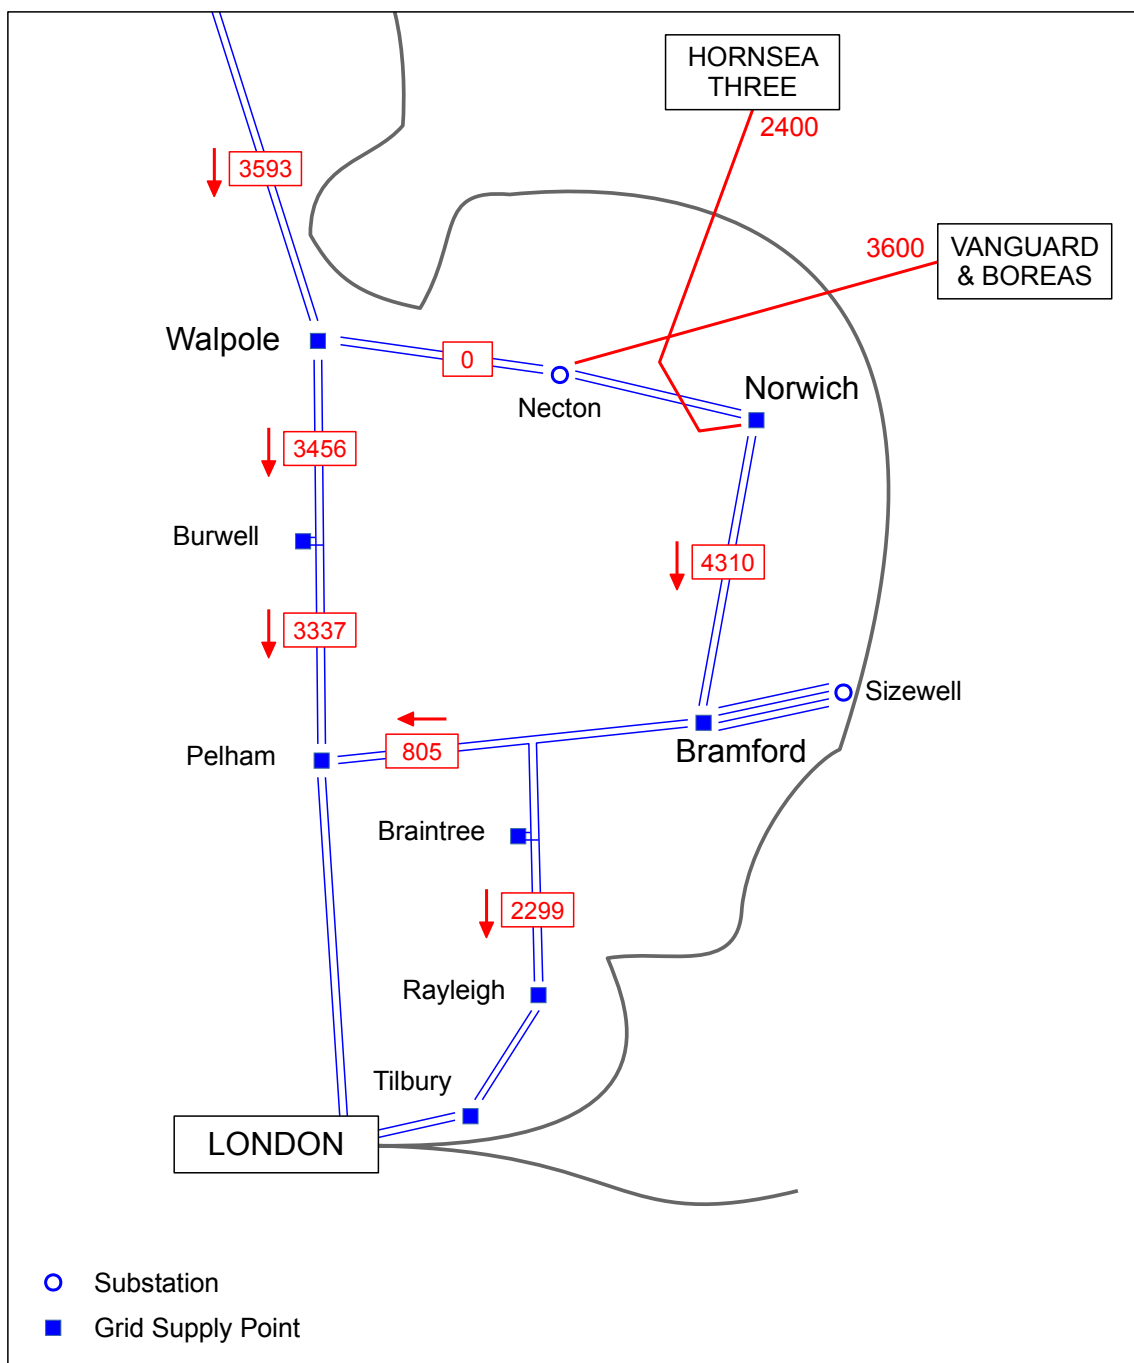 HORNSEA
THREE
2400
3593
3600
VANGUARD
& BOREAS
Walpole
0
Necton
Norwich
3456
Burwell
4310
3337
Sizewell
Pelham
805
Bramford
Braintree
2299
Rayleigh
Tilbury
LONDON
Substation
Grid Supply Point